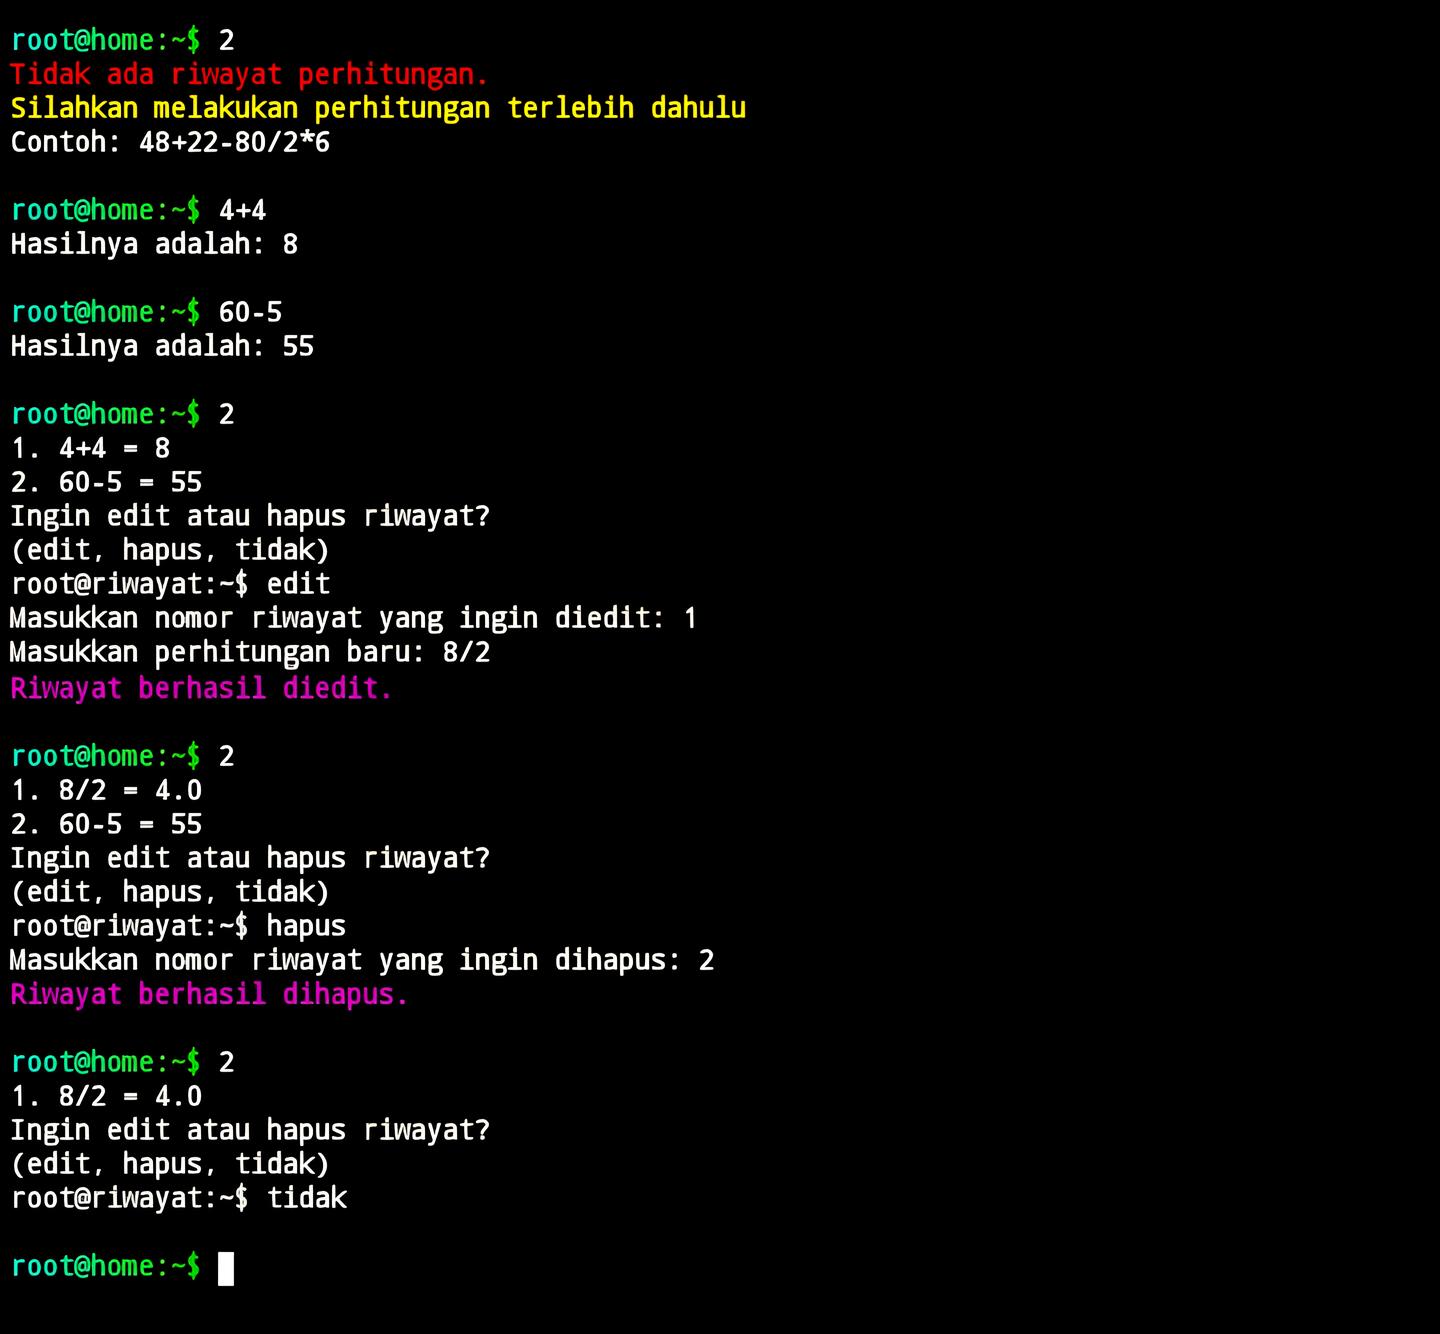 root@home:~$ 2
Tidak ada riwayat perhitungan.
Silahkan melakukan perhitungan terlebih dahulu
Contoh: 48+22-80/2*6
root@home:~$ 4+4
Hasilnya adalah: 8
root@home:~$ 60-5
Hasilnya adalah: 55
root@home:~$ 2
1. 4+4 = 8
2. 60-5 = 55
Ingin edit atau hapus riwayat?
(edit, hapus, tidak)
root@riwayat:~$ edit
Masukkan nomor riwayat yang ingin diedit: 1
Masukkan perhitungan baru: 8/2
Riwayat berhasil diedit.
root@home:~$ 2
1. 8/2 = 4.0
2. 60-5 = 55
Ingin edit atau hapus riwayat?
(edit, hapus, tidak)
root@riwayat:~$ hapus
Masukkan nomor riwayat yang ingin dihapus: 2
Riwayat berhasil dihapus.
root@home:~$ 2
1. 8/2 = 4.0
Ingin edit atau hapus riwayat?
(edit, hapus, tidak)
root@riwayat:~$ tidak
root@home:~$